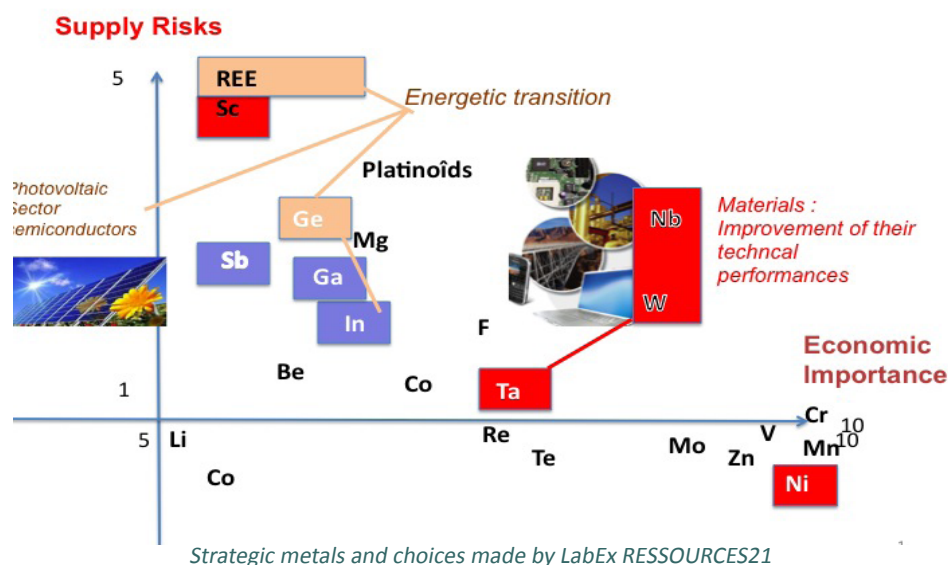 Supply Risks
5
REE
Sc
Energetic transition
Platinoîds
Photovoltaic
Sector
semiconductors
Ge
Mg
Nb
Materials :
Improvement of their
techncal
performances
Sb
Ga
In
W
F
Economic
Importance
Be
Co
Ta
1
Cr
10
5
Li
Re
V
Mn
10
Mo
Te
Zn
Co
Ni
Strategic metals and choices made by LabEx RESSOURCES21